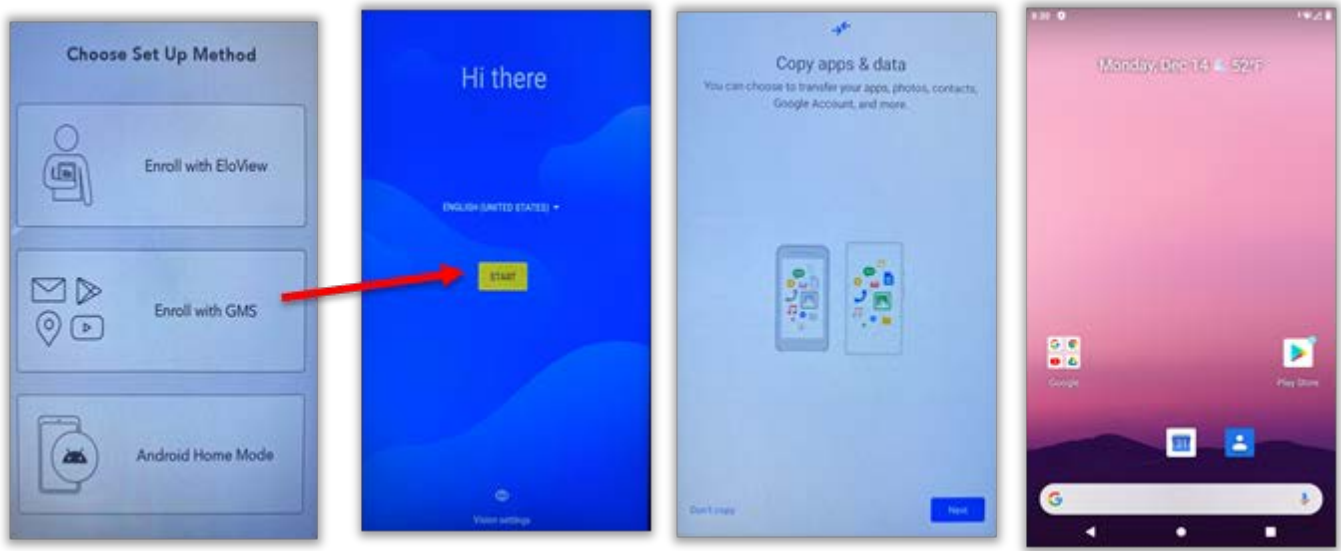 Choose Set Up Method
Enroll with EloView
Enroll with GMS
Android Home Mode
Hi there
ENGLISH (UNITED STATES)
START
Vision settings
Copy apps & data
You can choose to transfer your apps, photos, contacts,
Google Account, and more.
Don't copy
Next
Monday, Dec 14
52°F
Google
Play Store
31